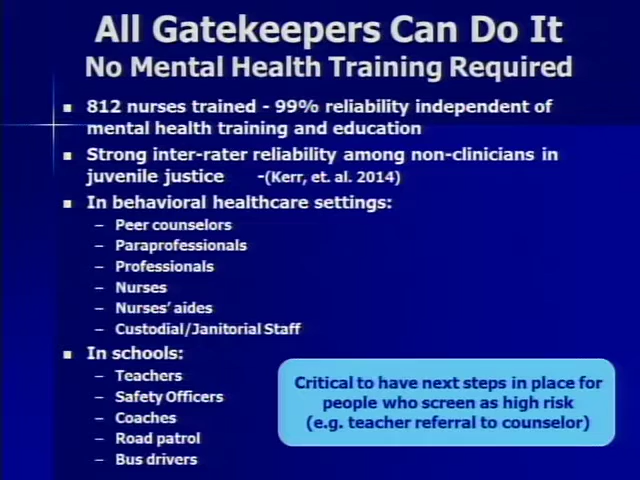 All Gatekeepers Can Do It
No Mental Health Training Required
▪ 812 nurses trained - 99% reliability independent of
mental health training and education
▪ Strong inter-rater reliability among non-clinicians in
juvenile justice -(Kerr, et. al. 2014)
▪ In behavioral healthcare settings:
– Peer counselors
– Paraprofessionals
– Professionals
– Nurses
– Nurses' aides
– Custodial/Janitorial Staff
▪ In schools:
– Teachers
– Safety Officers
– Coaches
– Road patrol
– Bus drivers
Critical to have next steps in place for
people who screen as high risk
(e.g. teacher referral to counselor)